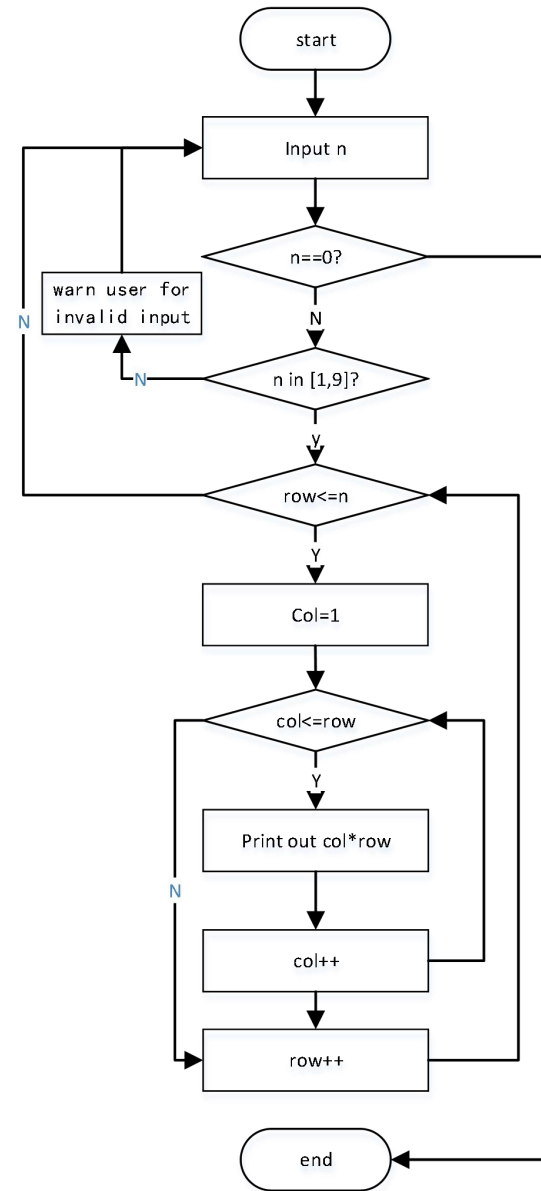 start
Input n
n==0?
warn user for
invalid input
N
N
N
n in [1,9]?
y
row<=n
Y
Col=1
col<=row
Y
Print out col*row
N
col++
row++
end